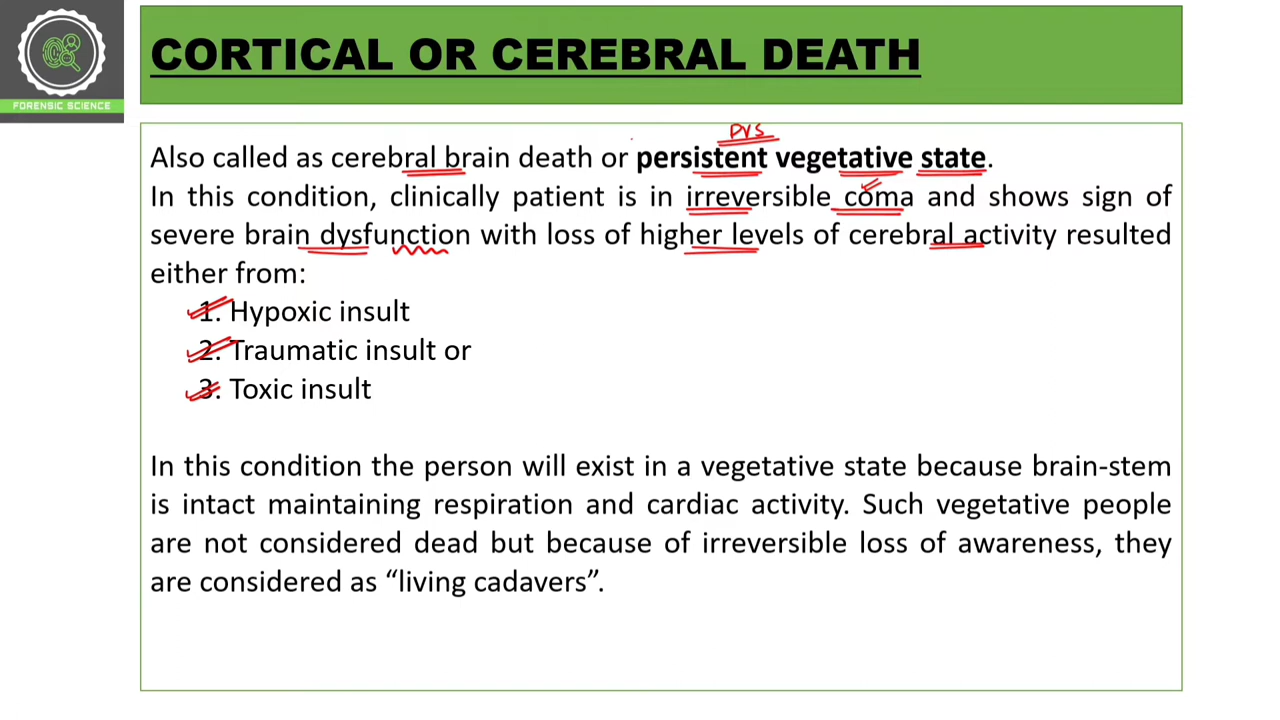 FORENSIC SCIENCE
CORTICAL OR CEREBRAL DEATH
PVS
Also called as cerebral brain death or persistent vegetative state.
In this condition, clinically patient is in irreversible coma and shows sign of
severe brain dysfunction with loss of higher levels of cerebral activity resulted
either from:
1. Hypoxic insult
2. Traumatic insult or
3. Toxic insult
In this condition the person will exist in a vegetative state because brain-stem
is intact maintaining respiration and cardiac activity. Such vegetative people
are not considered dead but because of irreversible loss of awareness, they
are considered as “living cadavers”.